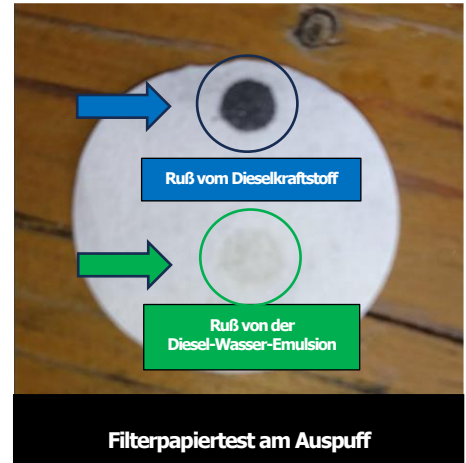 Ruß vom Dieselkraftstoff
Ruß von der
Diesel-Wasser-Emulsion
Filterpapiertest am Auspuff